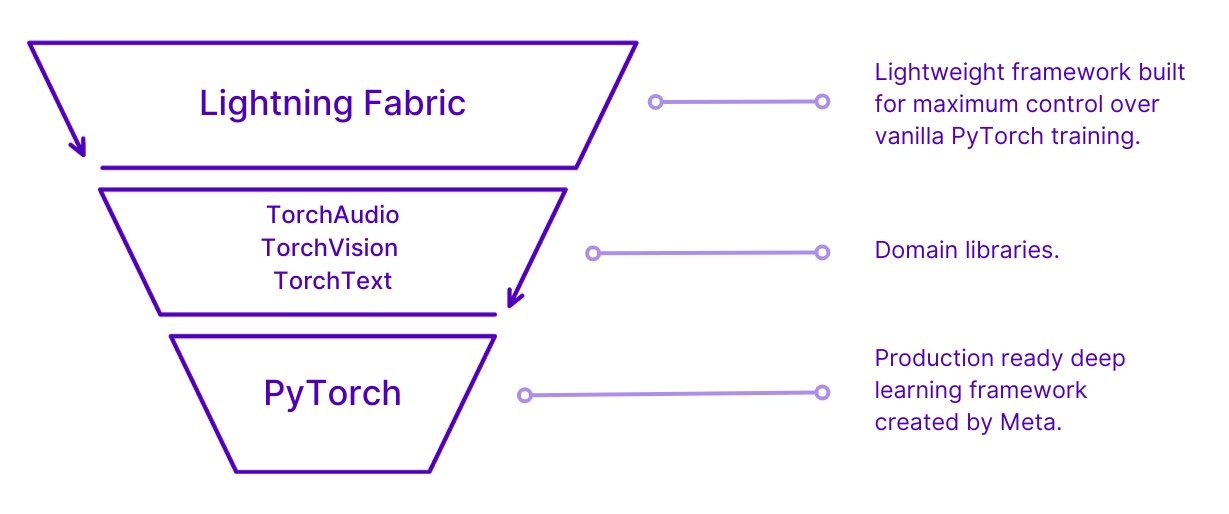 Lightning Fabric
Lightweight framework built
for maximum control over
vanilla PyTorch training.
TorchAudio
TorchVision
TorchText
Domain libraries.
PyTorch
Production ready deep
learning framework
created by Meta.